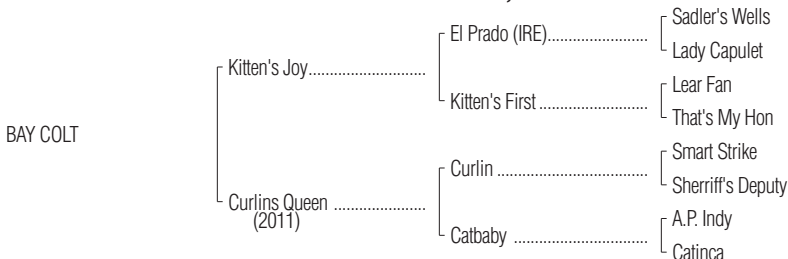 Sadler's Wells
El Prado (IRE)
Lady Capulet
Kitten's Joy
Lear Fan
Kitten's First
That's My Hon
BAY COLT
Smart Strike
Curlin
Sherriff's Deputy
Curlins Queen
(2011)
A.P. Indy
Catbaby
Catinca